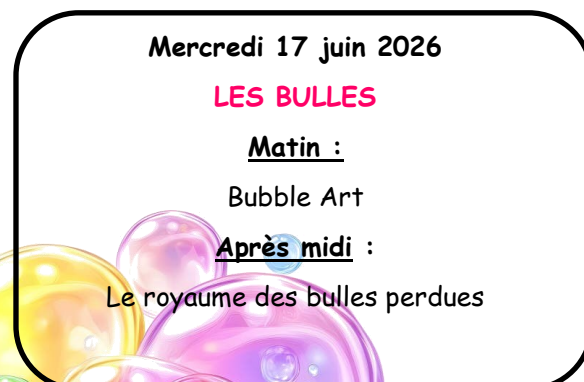 Mercredi 17 juin 2026
LES BULLES
Matin :
Bubble Art
Après midi :
Le royaume des bulles perdues